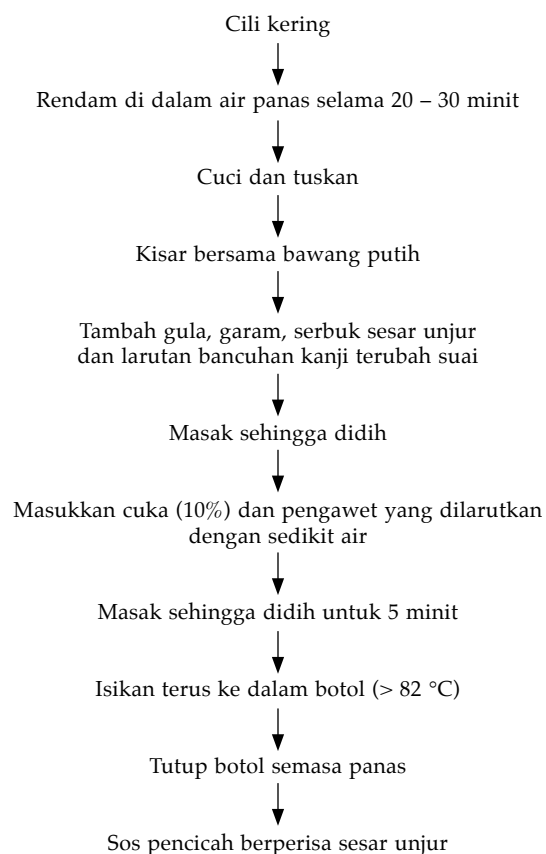 Cili kering
Rendam di dalam air panas selama 20 – 30 minit
Cuci dan tuskan
Kisar bersama bawang putih
Tambah gula, garam, serbuk sesar unjur
dan larutan bancuhan kanji terubah suai
Masak sehingga didih
Masukkan cuka (10%) dan pengawet yang dilarutkan
dengan sedikit air
Masak sehingga didih untuk 5 minit
Isikan terus ke dalam botol (> 82 °C)
Tutup botol semasa panas
Sos pencicah berperisa sesar unjur